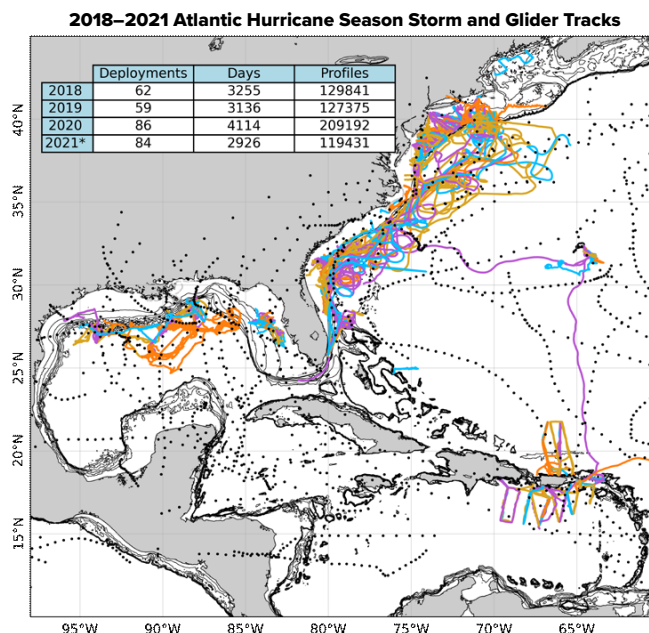 2018–2021 Atlantic Hurricane Season Storm and Glider Tracks
Deployments Days Profiles
2018 62 3255 129841
2019 59 3136 127375
2020 86 4114 209192
2021* 84 2926 119431
40°N
35°N
30°N
25°N
20°N
15°N
95°W 90°W 85°W 80°W 75°W 70°W 65°W